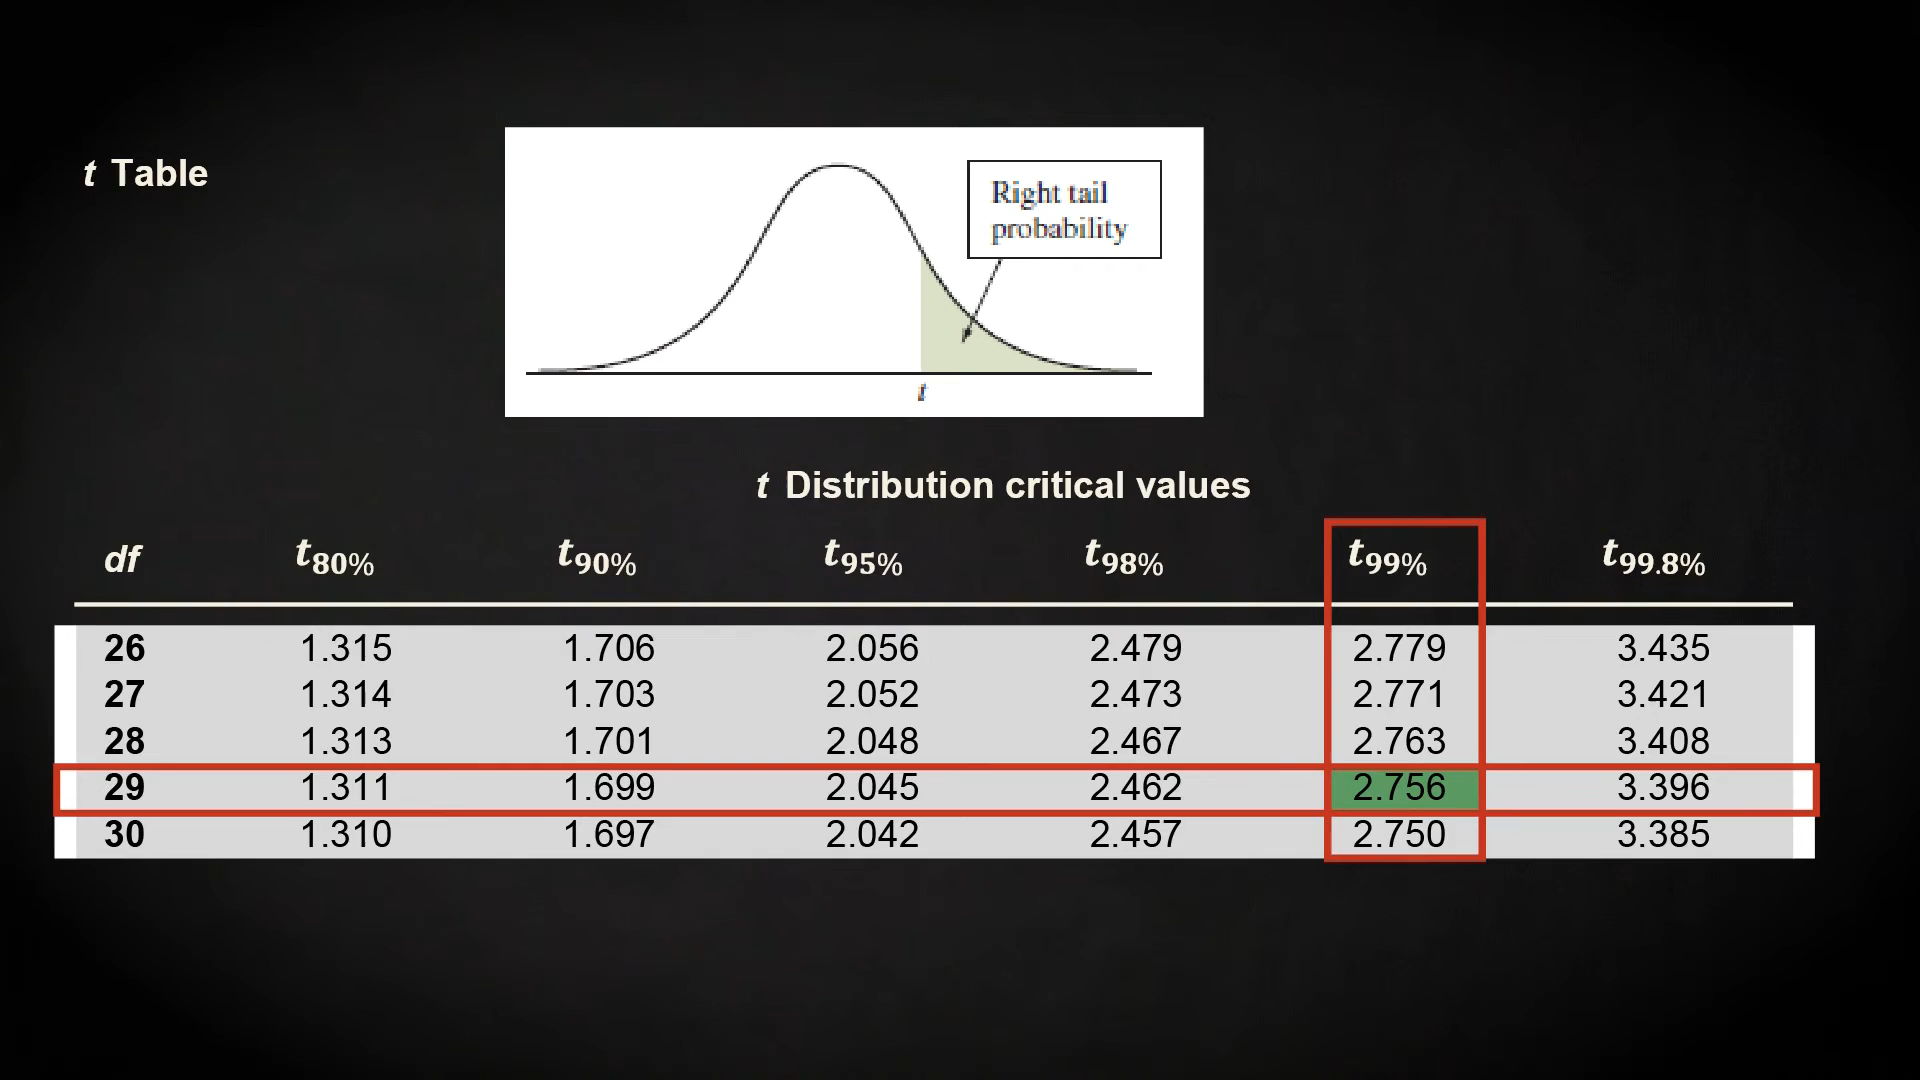 t Table
Right tail
probability
t
t Distribution critical values
df t80% t90% t95% t98% t99% t99.8%
26 1.315 1.706 2.056 2.479 2.779 3.435
27 1.314 1.703 2.052 2.473 2.771 3.421
28 1.313 1.701 2.048 2.467 2.763 3.408
29 1.311 1.699 2.045 2.462 2.756 3.396
30 1.310 1.697 2.042 2.457 2.750 3.385